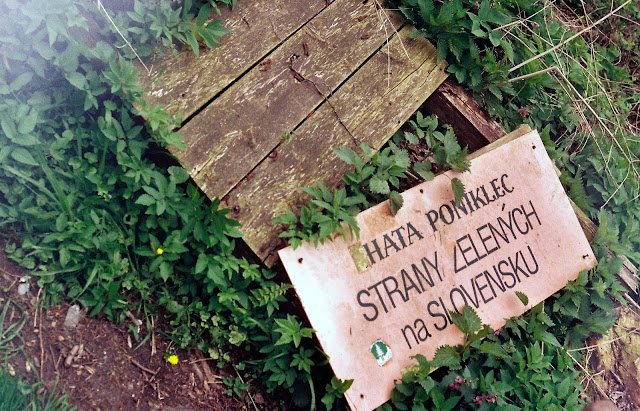 HATA PONIKLEC
STRANY ZELENÝCH
na SLOVENSKU